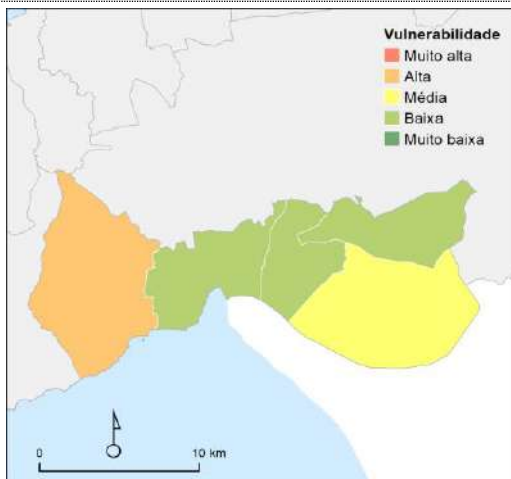 Vulnerabilidade
Muito alta
Alta
Média
Baixa
Muito baixa
0 10 km